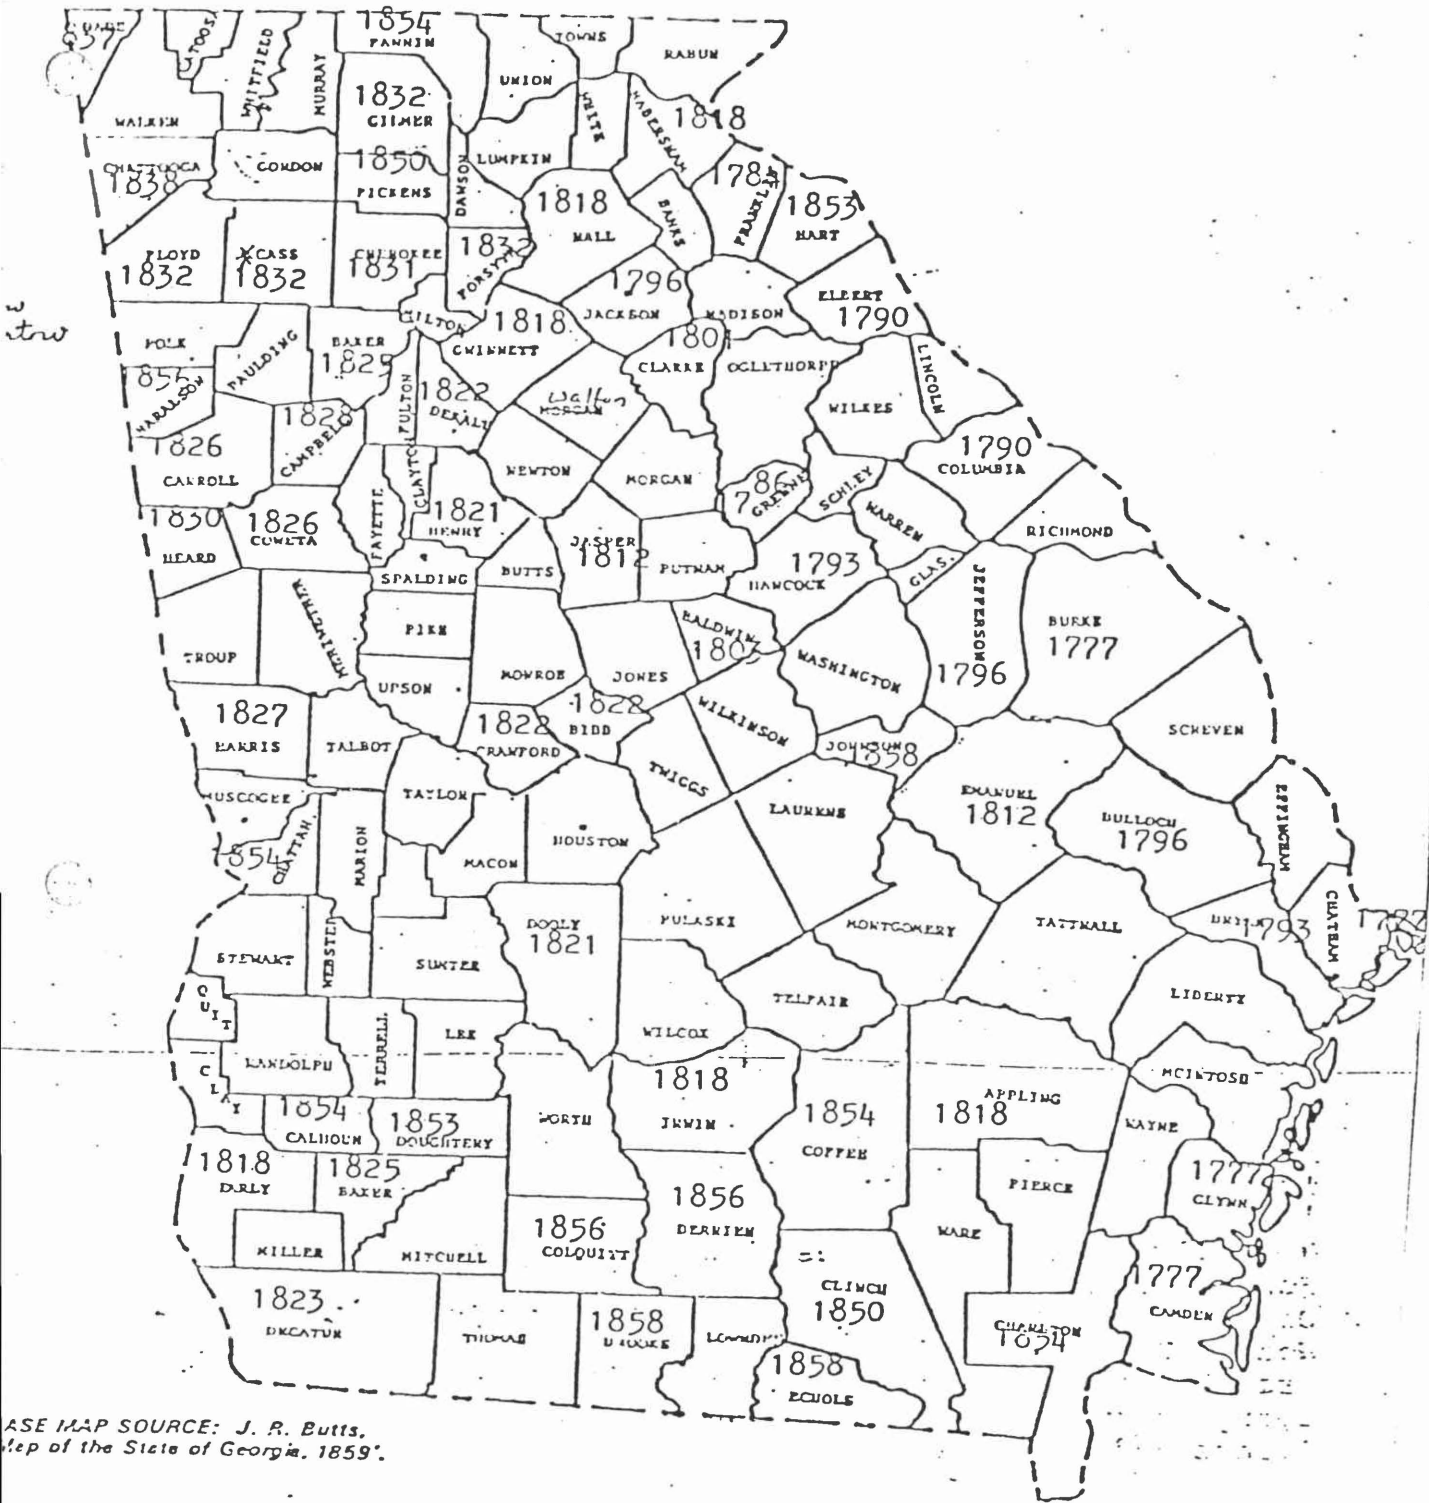 1854
FANNIN
TOWNS
RABUN
UNION
WHITFIELD
MURRAY
WALKER
1832
GILMER
WHITE
HABERSHAM
1818
CHATTOOGA
1838
GORDON
1850
PICKENS
DAWSON
LUMPKIN
1818
HALL
BANKS
FRANKLIN
1853
HART
FLOYD
1832
CASS
1832
CHEROKEE
1831
1832
FORSYTH
1796
JACKSON
MADISON
ELBERT
1790
POLK
PAULDING
BAKER
1825
MILTON
1818
GWINNETT
CLARKE
OGLETHORPE
WILKES
LINCOLN
HARALSON
1826
CARROLL
1828
CAMPBELL
FULTON
1822
DEKALB
Walton
MORGAN
CLAYTON
NEWTON
MORGAN
GREENE
SCHLEY
1790
COLUMBIA
1830
HEARD
1826
COWETA
FAYETTE
1821
HENRY
WARREN
RICHMOND
SPALDING
BUTTS
JASPER
1812
PUTNAM
1793
HANCOCK
GLAS.
JEFFERSON
1796
BURKE
1777
TROUP
MERIWETHER
PIKE
UPSON
MONROE
JONES
BALDWIN
WASHINGTON
1827
HARRIS
TALBOT
1822
CRAWFORD
1822
BIBB
WILKINSON
TWIGGS
JOHNSON
1858
SCREVEN
MUSCOGEE
CHATTAH.
MARION
TAYLOR
MACON
HOUSTON
LAURENS
EMANUEL
1812
BULLOCH
1796
EFFINGHAM
STEWART
WEBSTER
SUMTER
DOOLY
1821
PULASKI
MONTGOMERY
TATTNALL
1793
CHATHAM
QUIT
RANDOLPH
TERRELL
LEE
WILCOX
TELFAIR
LIBERTY
CLAY
1854
CALHOUN
1853
DOUGHTERY
WORTH
1818
IRWIN
1854
COFFEE
1818
APPLING
WAYNE
MCINTOSH
1818
EARLY
1825
BAKER
MILLER
MITCHELL
1856
COLQUITT
1856
BERRIEN
WARE
PIERCE
1777
GLYNN
1823
DECATUR
THOMAS
1858
BROOKS
LOWNDES
CLINCH
1850
1858
ECHOLS
CHARLTON
1854
1777
CAMDEN
ASE MAP SOURCE: J. R. Butts,
Map of the State of Georgia, 1859".